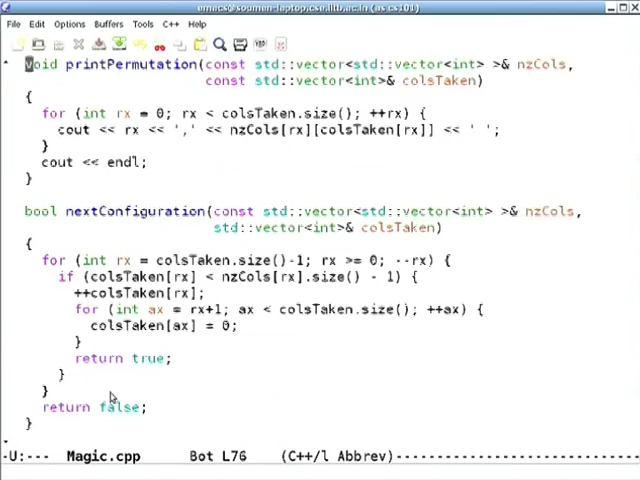 emacs@soumen-laptop.cse.iitb.ac.in (as cs101)
File Edit Options Buffers Tools C++ Help
void printPermutation(const std::vector<std::vector<int> >& nzCols,
const std::vector<int>& colsTaken)
{
for (int rx = 0; rx < colsTaken.size(); ++rx) {
cout << rx << ',' << nzCols[rx][colsTaken[rx]] << ' ';
}
cout << endl;
}
bool nextConfiguration(const std::vector<std::vector<int> >& nzCols,
std::vector<int>& colsTaken)
{
for (int rx = colsTaken.size()-1; rx >= 0; --rx) {
if (colsTaken[rx] < nzCols[rx].size() - 1) {
++colsTaken[rx];
for (int ax = rx+1; ax < colsTaken.size(); ++ax) {
colsTaken[ax] = 0;
}
return true;
}
}
return false;
}
-U:--- Magic.cpp Bot L76 (C++/l Abbrev)------------------------------